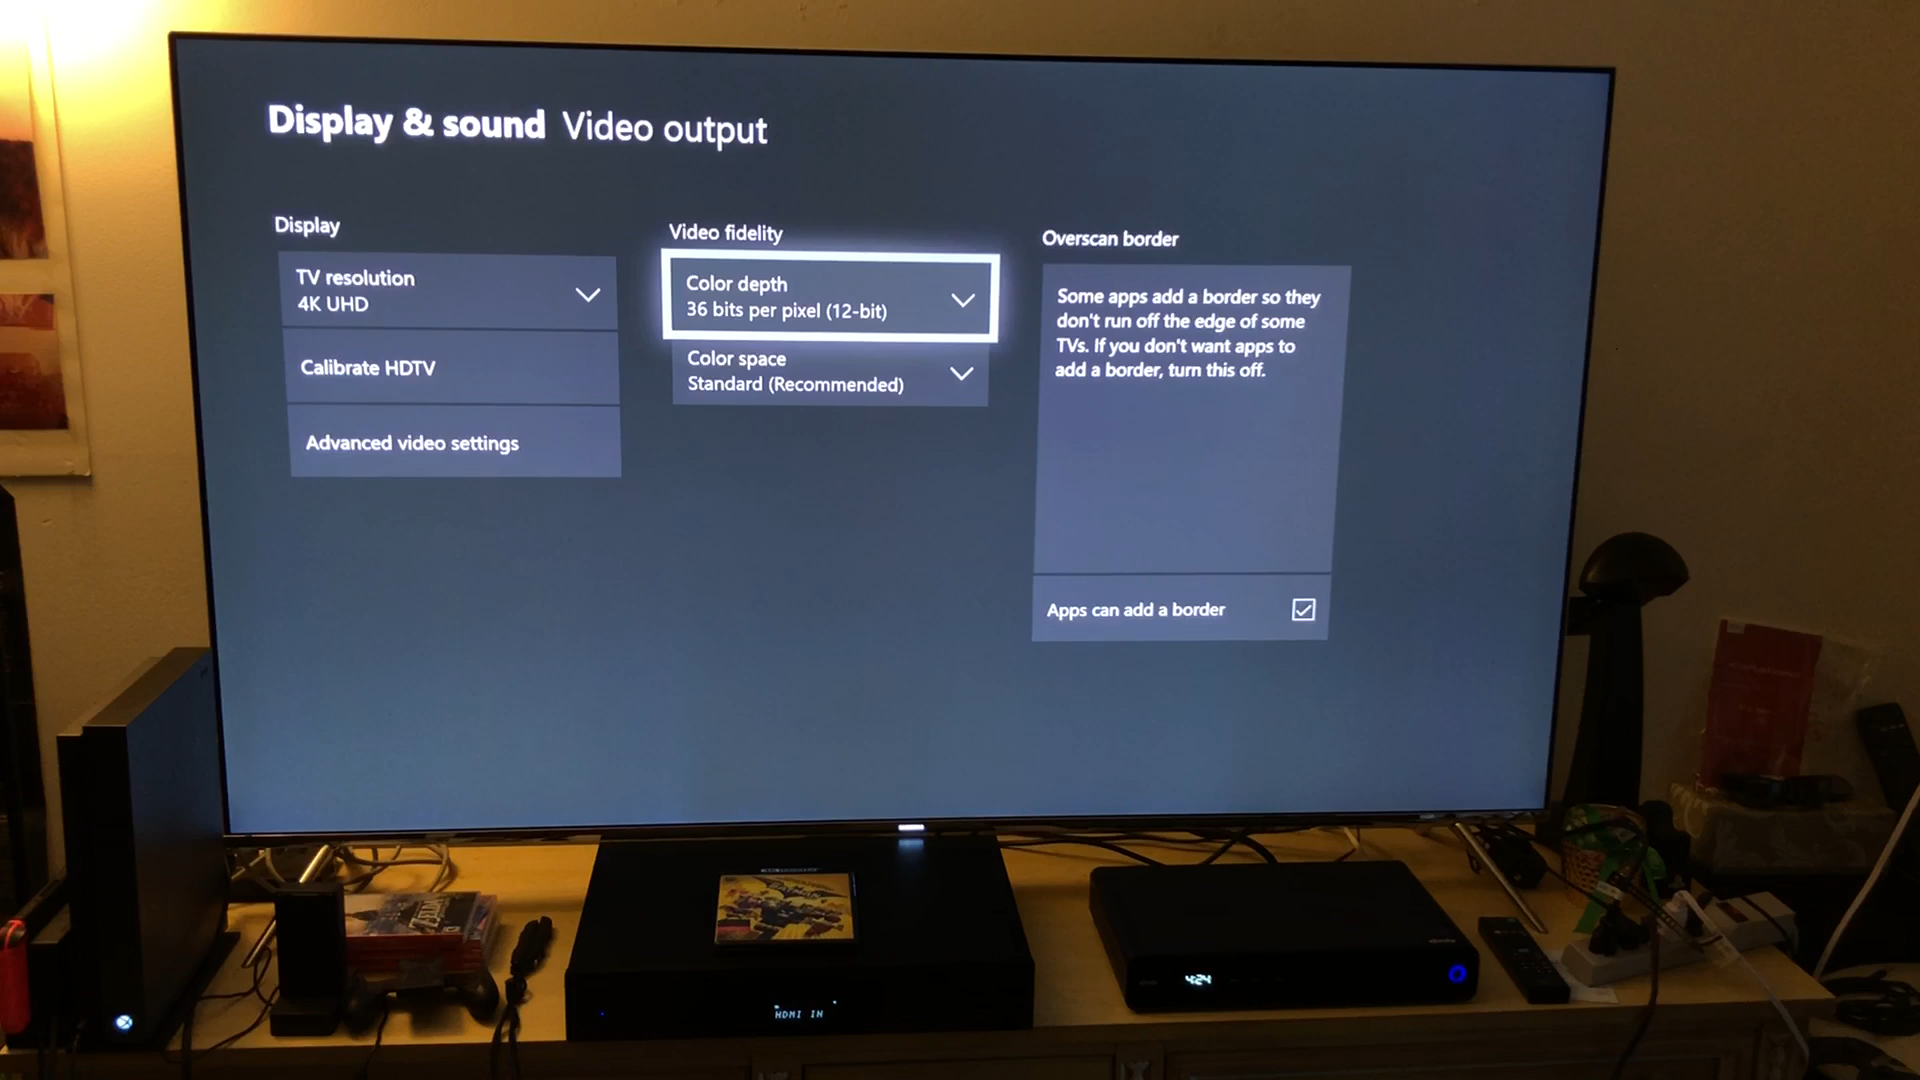 Display & sound Video output
Display
TV resolution
4K UHD
Calibrate HDTV
Advanced video settings
Video fidelity
Color depth
36 bits per pixel (12-bit)
Color space
Standard (Recommended)
Overscan border
Some apps add a border so they
don't run off the edge of some
TVs. If you don't want apps to
add a border, turn this off.
Apps can add a border
HDMI IN
4:24